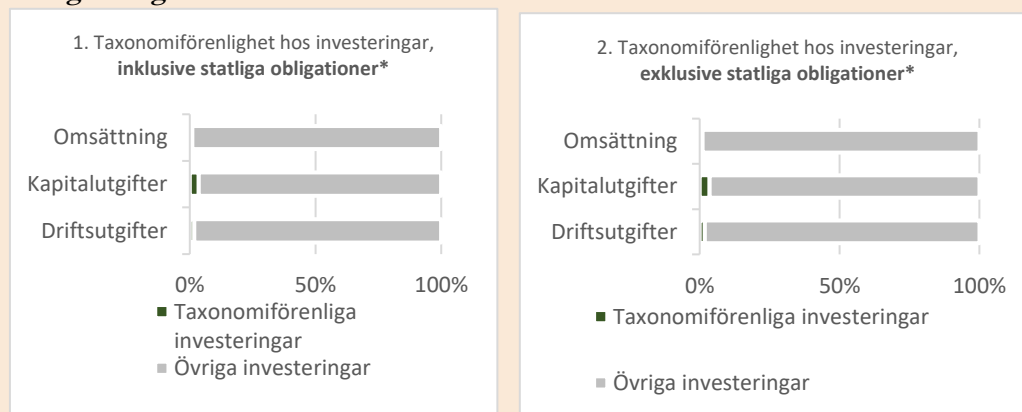 1. Taxonomiförenlighet hos investeringar,
inklusive statliga obligationer*
Omsättning
Kapitalutgifter
Driftsutgifter
0% 50% 100%
Taxonomiförenliga
investeringar
Övriga investeringar
2. Taxonomiförenlighet hos investeringar,
exklusive statliga obligationer*
Omsättning
Kapitalutgifter
Driftsutgifter
0% 50% 100%
Taxonomiförenliga investeringar
Övriga investeringar